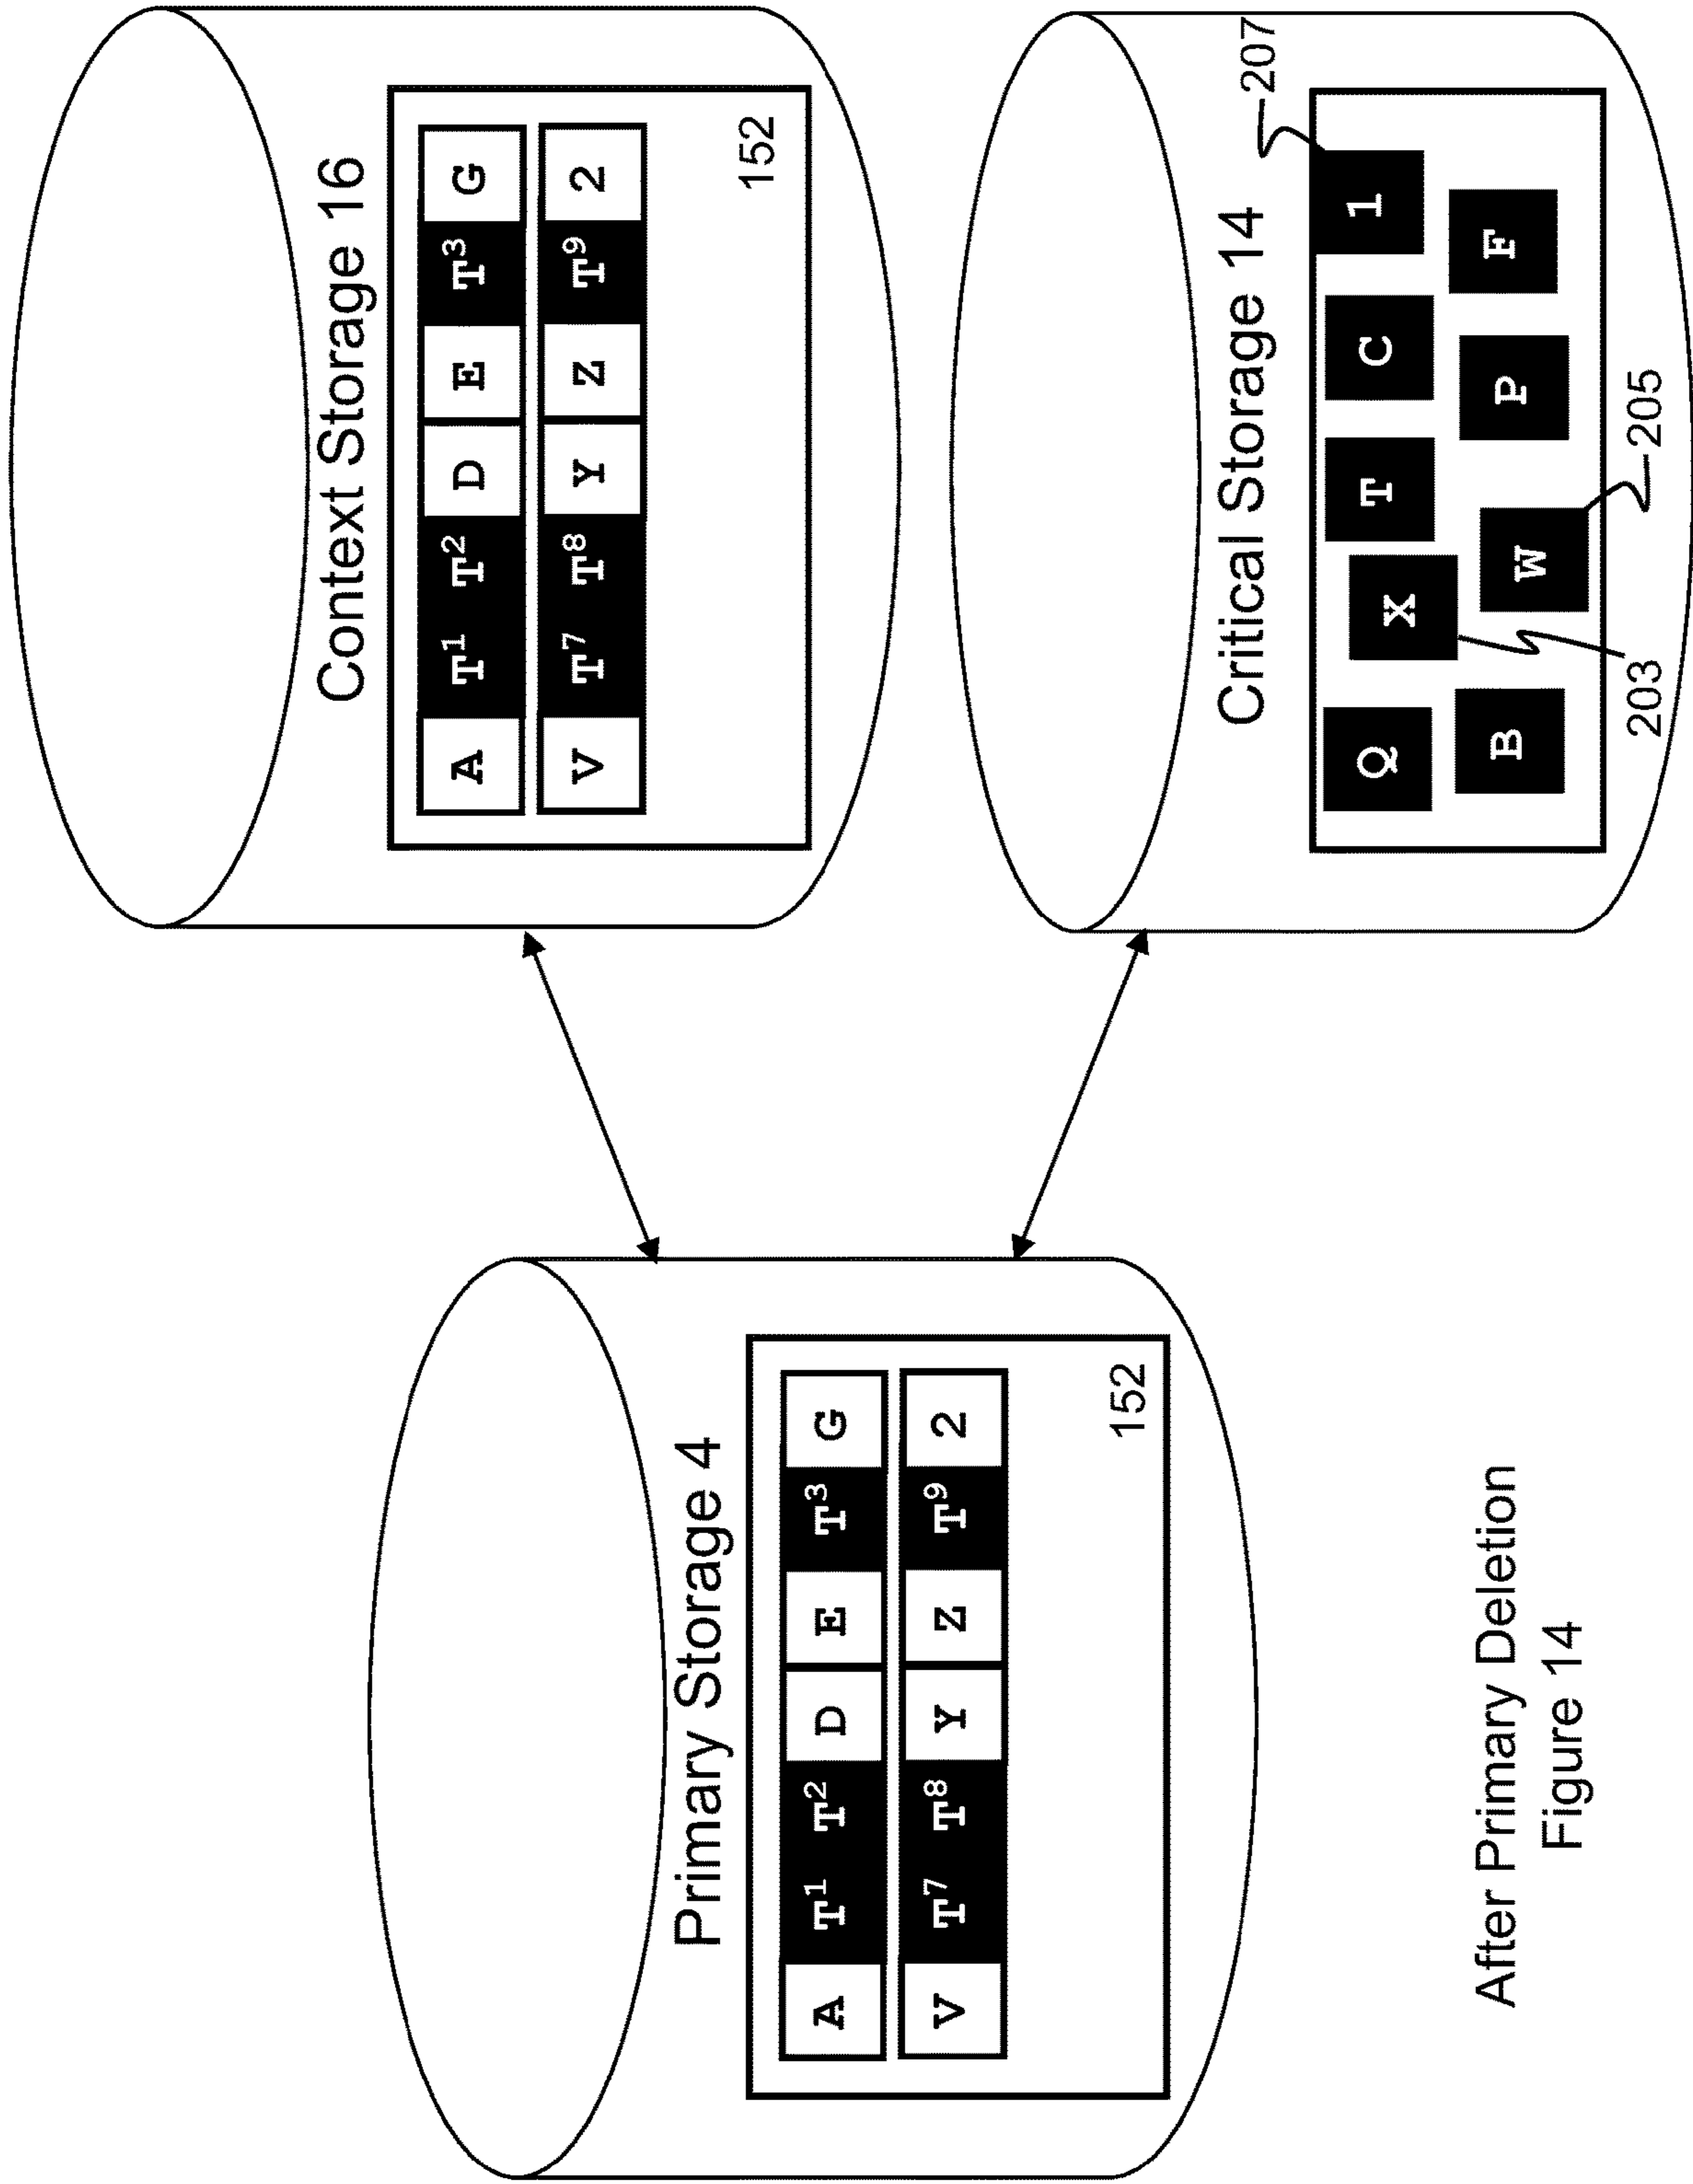 Context Storage 16
A T1 T2 D E T3 G
V T7 T8 Y Z T9 2
152
Primary Storage 4
A T1 T2 D E T3 G
V T7 T8 Y Z T9 2
152
Critical Storage 14
207
Q X T C 1
B W P F
203 205
After Primary Deletion
Figure 14